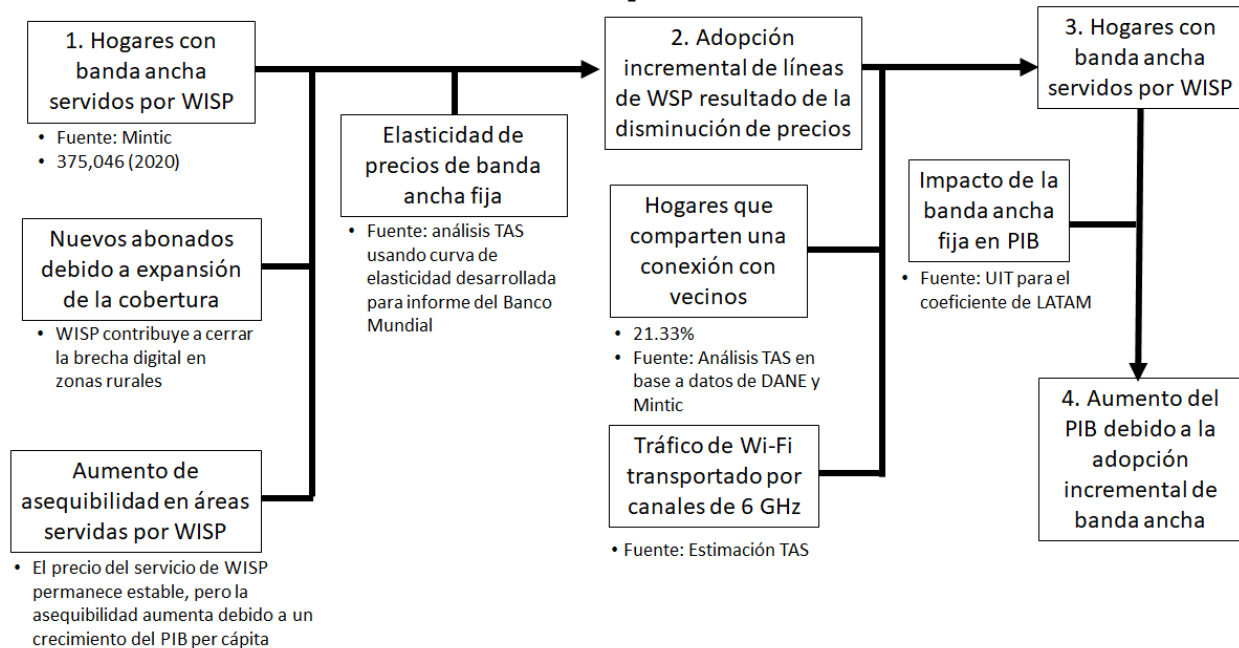 1. Hogares con
banda ancha
servidos por WISP
• Fuente: Mintic
• 375,046 (2020)
Nuevos abonados
debido a expansión
de la cobertura
• WISP contribuye a cerrar
la brecha digital en
zonas rurales
Aumento de
asequibilidad en áreas
servidas por WISP
• El precio del servicio de WISP
permanece estable, pero la
asequibilidad aumenta debido a un
crecimiento del PIB per cápita
Elasticidad de
precios de banda
ancha fija
• Fuente: análisis TAS
usando curva de
elasticidad desarrollada
para informe del Banco
Mundial
2. Adopción
incremental de líneas
de WSP resultado de la
disminución de precios
Hogares que
comparten una
conexión con
vecinos
• 21.33%
• Fuente: Análisis TAS en
base a datos de DANE y
Mintic
Tráfico de Wi-Fi
transportado por
canales de 6 GHz
• Fuente: Estimación TAS
3. Hogares con
banda ancha
servidos por WISP
Impacto de la
banda ancha
fija en PIB
• Fuente: UIT para el
coeficiente de LATAM
4. Aumento del
PIB debido a la
adopción
incremental de
banda ancha